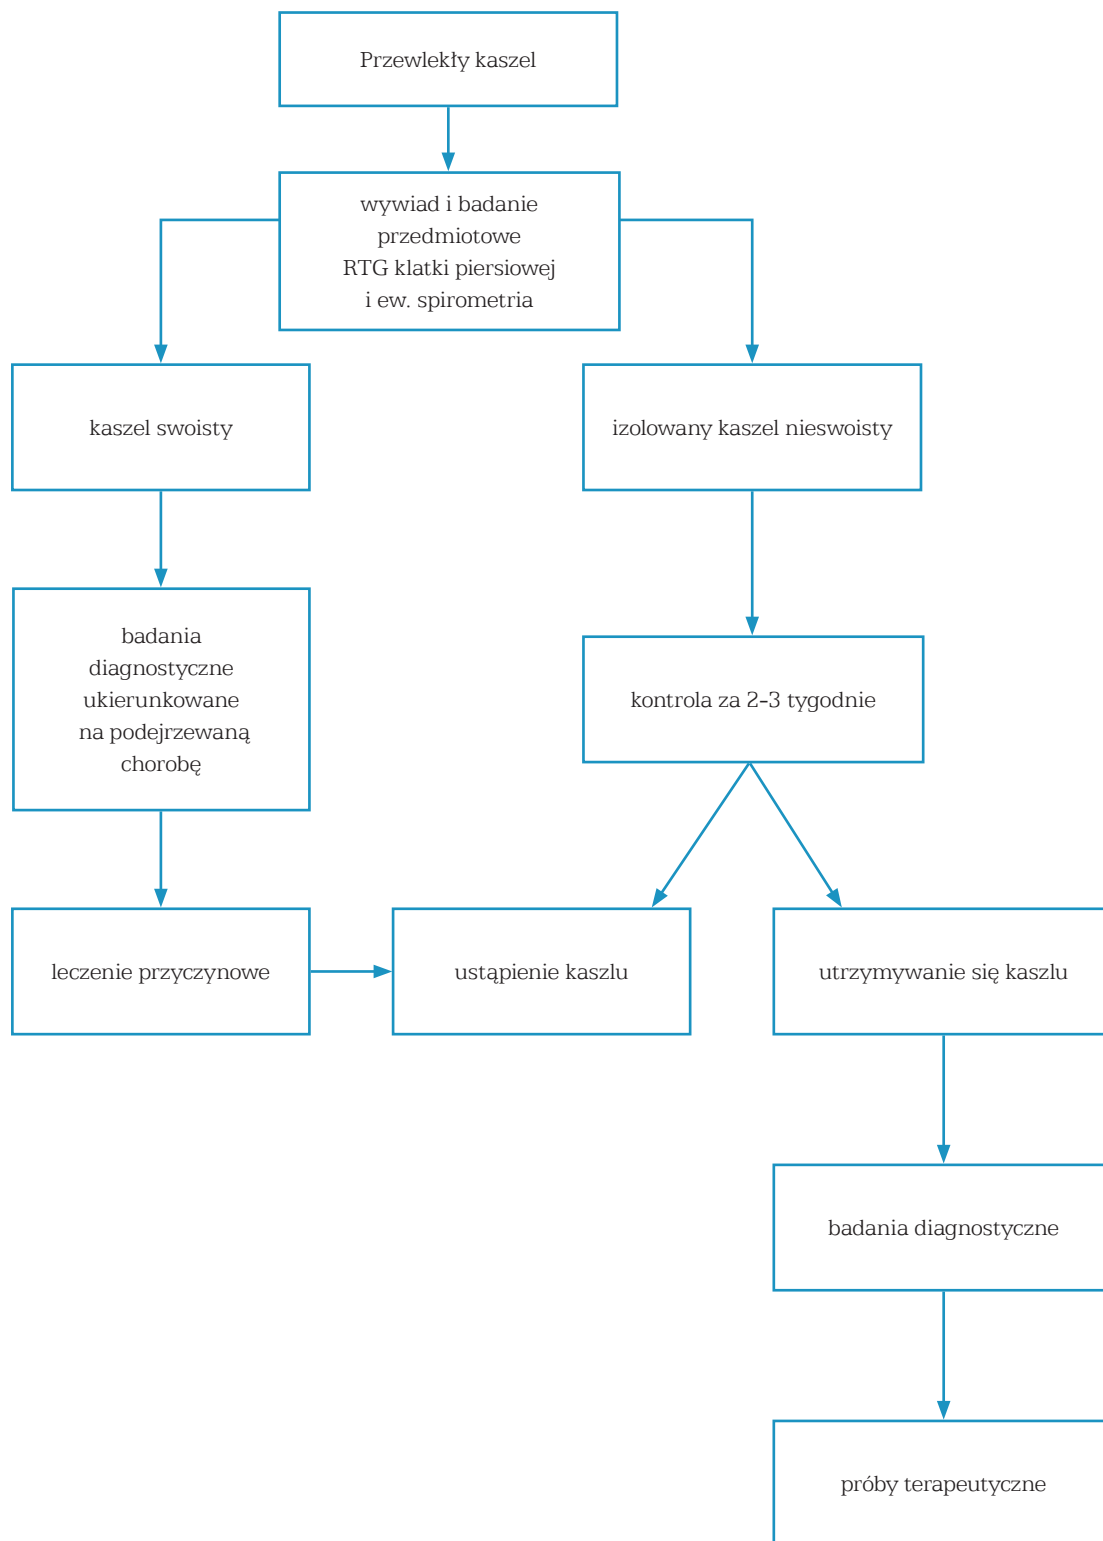 Przewlekły kaszel
wywiad i badanie
przedmiotowe
RTG klatki piersiowej
i ew. spirometria
kaszel swoisty
izolowany kaszel nieswoisty
badania
diagnostyczne
ukierunkowane
na podejrzewaną
chorobę
kontrola za 2-3 tygodnie
leczenie przyczynowe
ustąpienie kaszlu
utrzymywanie się kaszlu
badania diagnostyczne
próby terapeutyczne